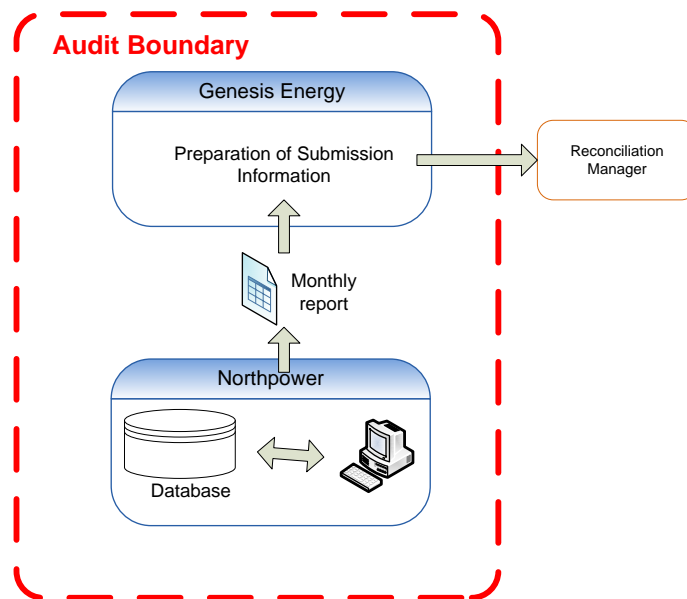 Audit Boundary
Genesis Energy
Preparation of Submission
Information
Reconciliation
Manager
Monthly
report
Northpower
Database